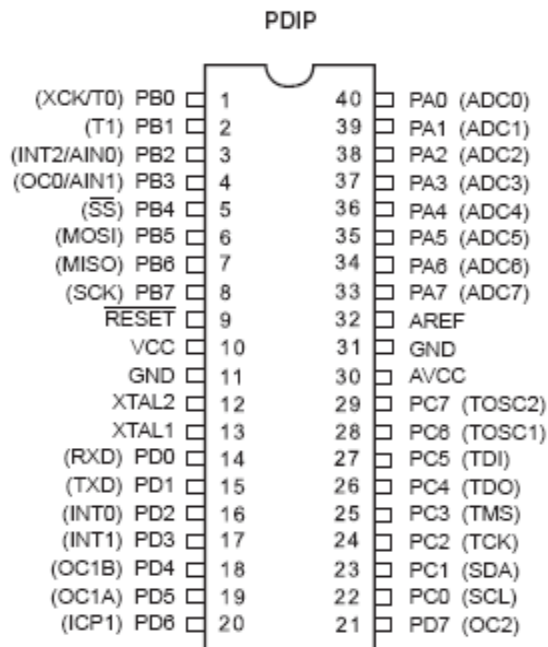 PDIP
(XCK/T0) PB0 1 40 PA0 (ADC0)
(T1) PB1 2 39 PA1 (ADC1)
(INT2/AIN0) PB2 3 38 PA2 (ADC2)
(OC0/AIN1) PB3 4 37 PA3 (ADC3)
(S̅S̅) PB4 5 36 PA4 (ADC4)
(MOSI) PB5 6 35 PA5 (ADC5)
(MISO) PB6 7 34 PA6 (ADC6)
(SCK) PB7 8 33 PA7 (ADC7)
R̅E̅S̅E̅T̅ 9 32 AREF
VCC 10 31 GND
GND 11 30 AVCC
XTAL2 12 29 PC7 (TOSC2)
XTAL1 13 28 PC6 (TOSC1)
(RXD) PD0 14 27 PC5 (TDI)
(TXD) PD1 15 26 PC4 (TDO)
(INT0) PD2 16 25 PC3 (TMS)
(INT1) PD3 17 24 PC2 (TCK)
(OC1B) PD4 18 23 PC1 (SDA)
(OC1A) PD5 19 22 PC0 (SCL)
(ICP1) PD6 20 21 PD7 (OC2)